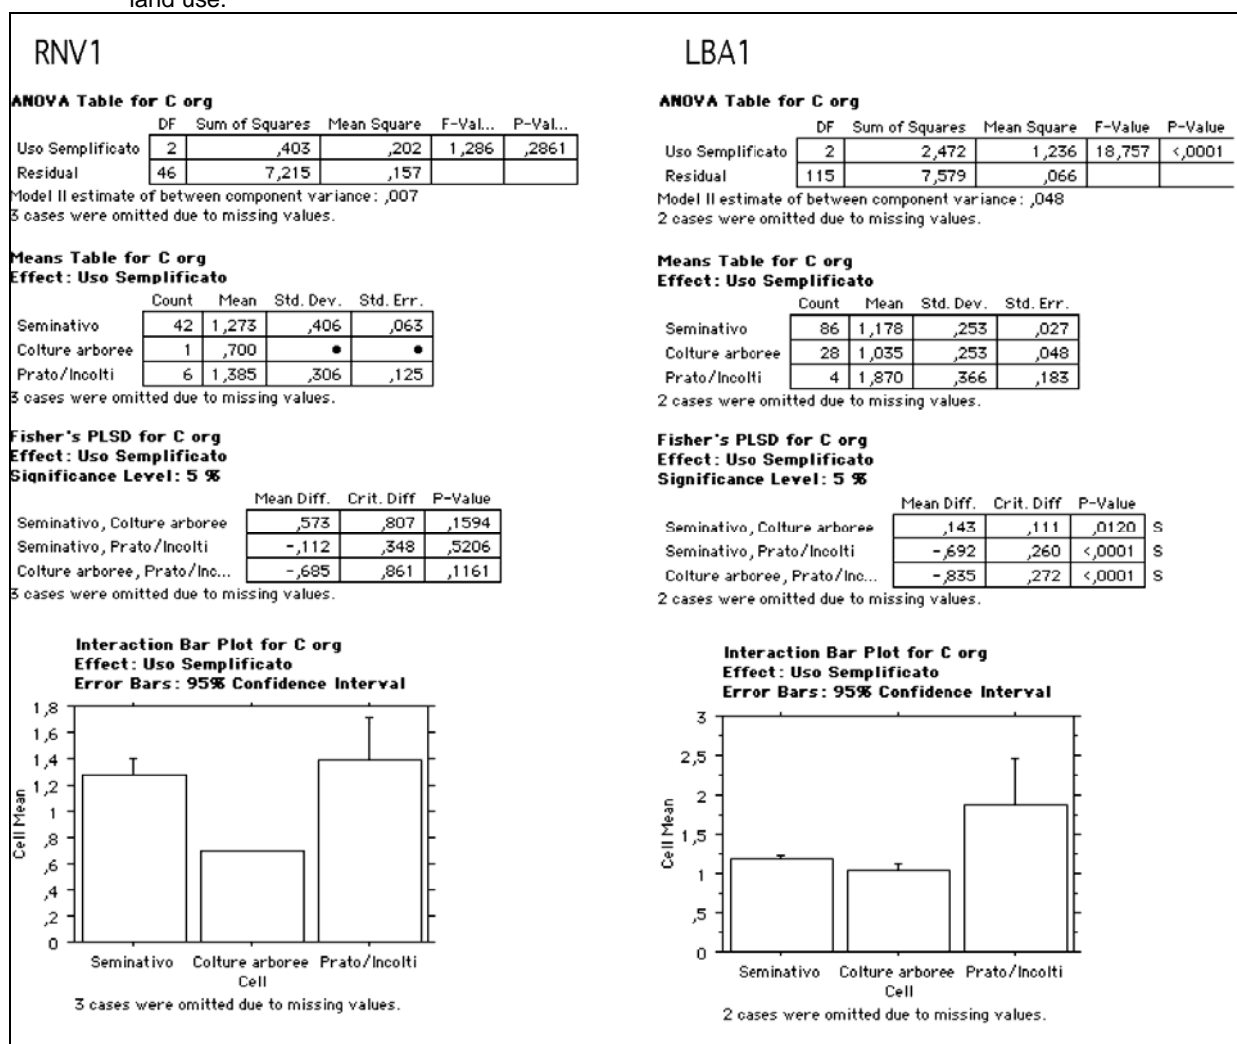 land use.
RNV1
ANOVA Table for C org
DF Sum of Squares Mean Square F-Val... P-Val...
Uso Semplificato 2 ,403 ,202 1,286 ,2861
Residual 46 7,215 ,157
Model II estimate of between component variance: ,007
3 cases were omitted due to missing values.
Means Table for C org
Effect: Uso Semplificato
Count Mean Std. Dev. Std. Err.
Seminativo 42 1,273 ,406 ,063
Colture arboree 1 ,700 • •
Prato/Incolti 6 1,385 ,306 ,125
3 cases were omitted due to missing values.
Fisher's PLSD for C org
Effect: Uso Semplificato
Significance Level: 5 %
Mean Diff. Crit. Diff P-Value
Seminativo, Colture arboree ,573 ,807 ,1594
Seminativo, Prato/Incolti -,112 ,348 ,5206
Colture arboree, Prato/Inc... -,685 ,861 ,1161
3 cases were omitted due to missing values.
Interaction Bar Plot for C org
Effect: Uso Semplificato
Error Bars: 95% Confidence Interval
1,8
1,6
1,4
1,2
1
,8
,6
,4
,2
0
Cell Mean
Seminativo Colture arboree Prato/Incolti
Cell
3 cases were omitted due to missing values.
LBA1
ANOVA Table for C org
DF Sum of Squares Mean Square F-Value P-Value
Uso Semplificato 2 2,472 1,236 18,757 <,0001
Residual 115 7,579 ,066
Model II estimate of between component variance: ,048
2 cases were omitted due to missing values.
Means Table for C org
Effect: Uso Semplificato
Count Mean Std. Dev. Std. Err.
Seminativo 86 1,178 ,253 ,027
Colture arboree 28 1,035 ,253 ,048
Prato/Incolti 4 1,870 ,366 ,183
2 cases were omitted due to missing values.
Fisher's PLSD for C org
Effect: Uso Semplificato
Significance Level: 5 %
Mean Diff. Crit. Diff P-Value
Seminativo, Colture arboree ,143 ,111 ,0120 S
Seminativo, Prato/Incolti -,692 ,260 <,0001 S
Colture arboree, Prato/Inc... -,835 ,272 <,0001 S
2 cases were omitted due to missing values.
Interaction Bar Plot for C org
Effect: Uso Semplificato
Error Bars: 95% Confidence Interval
3
2,5
2
1,5
1
,5
0
Cell Mean
Seminativo Colture arboree Prato/Incolti
Cell
2 cases were omitted due to missing values.